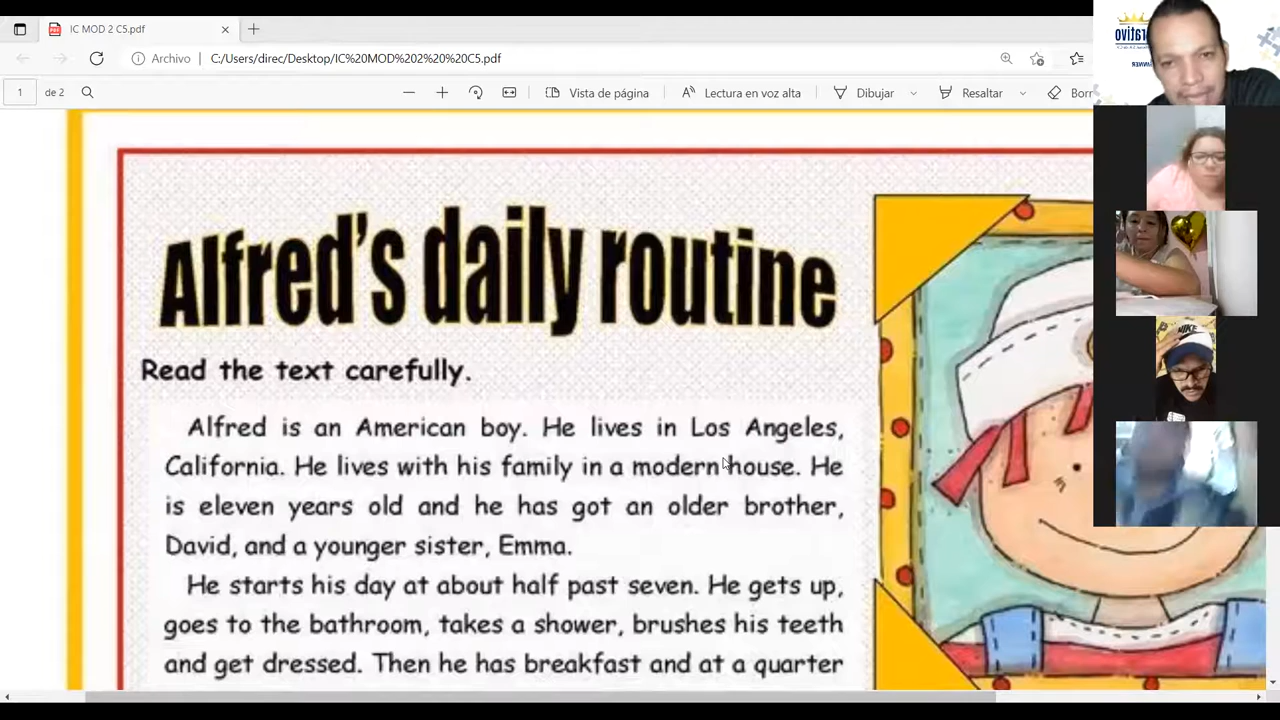 IC MOD 2 C5.pdf
Archivo C:/Users/direc/Desktop/IC%20MOD%202%20C5.pdf
1 de 2 Vista de página Lectura en voz alta Dibujar Resaltar Borr
Alfred's daily routine
Read the text carefully.
Alfred is an American boy. He lives in Los Angeles,
California. He lives with his family in a modern house. He
is eleven years old and he has got an older brother,
David, and a younger sister, Emma.
He starts his day at about half past seven. He gets up,
goes to the bathroom, takes a shower, brushes his teeth
and get dressed. Then he has breakfast and at a quarter
NIKE